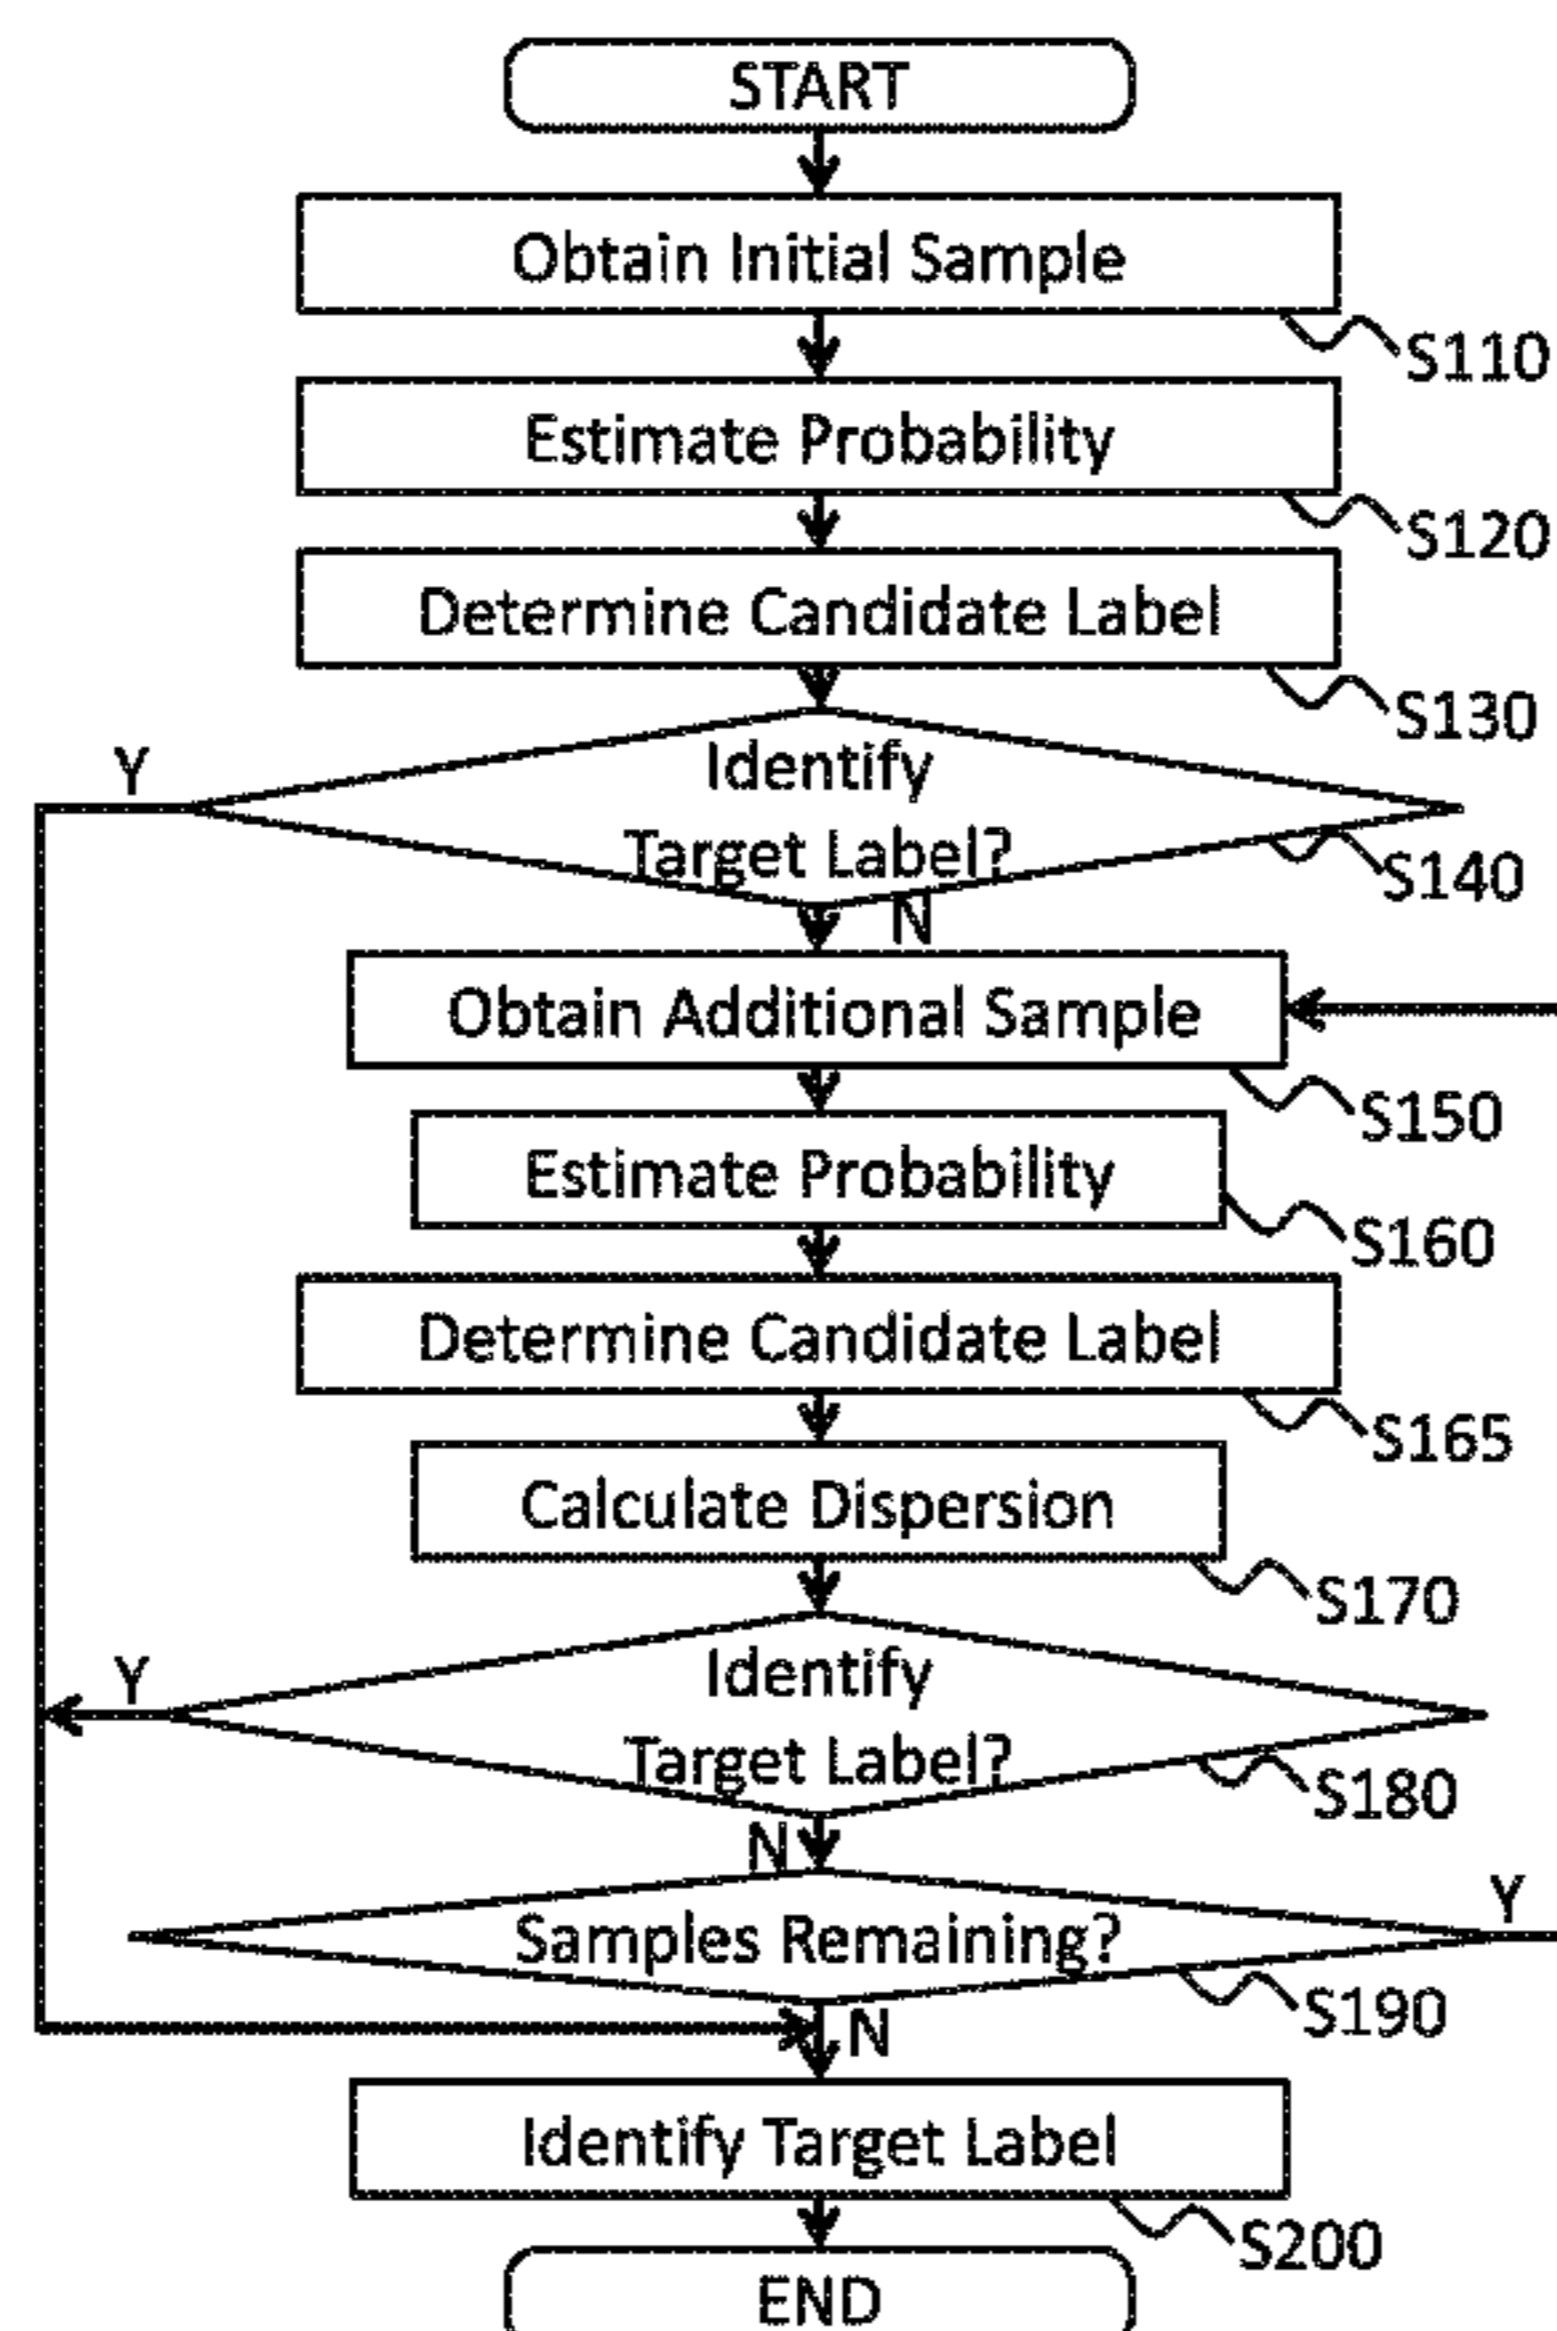 START
Obtain Initial Sample
S110
Estimate Probability
S120
Determine Candidate Label
S130
Y
Identify
Target Label?
S140
N
Obtain Additional Sample
S150
Estimate Probability
S160
Determine Candidate Label
S165
Calculate Dispersion
S170
Y
Identify
Target Label?
S180
N
Y
Samples Remaining?
S190
N
Identify Target Label
S200
END